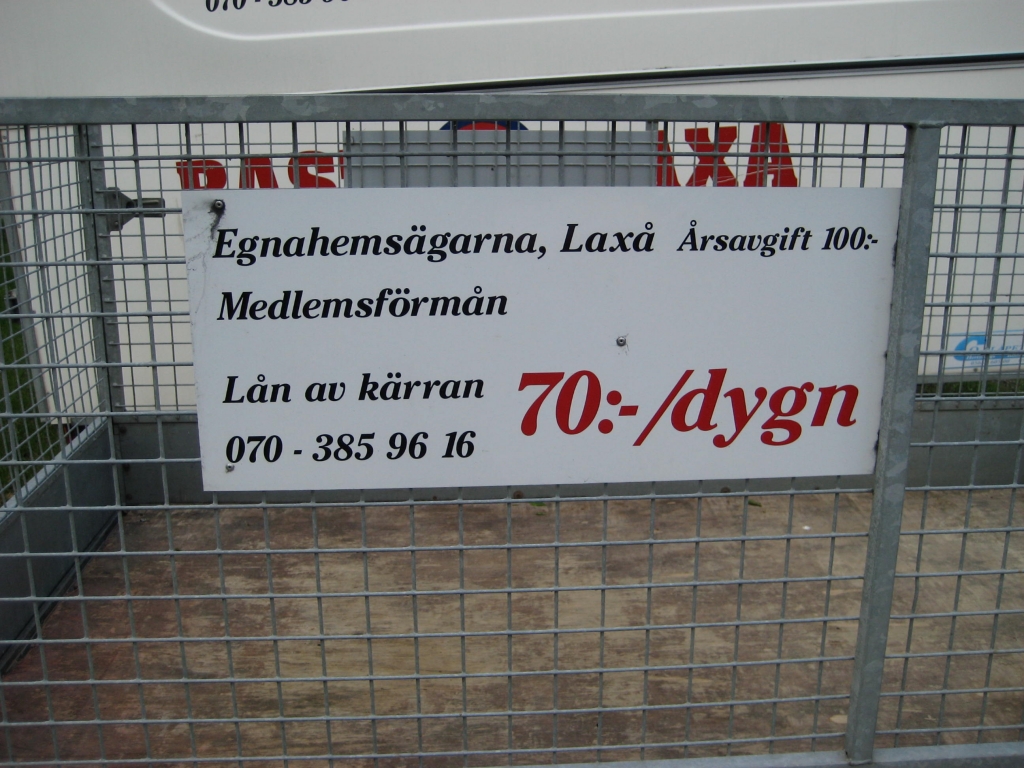 Egnahemsägarna, Laxå Årsavgift 100:-
Medlemsförmån
Lån av kärran
070 - 385 96 16
70:-/dygn